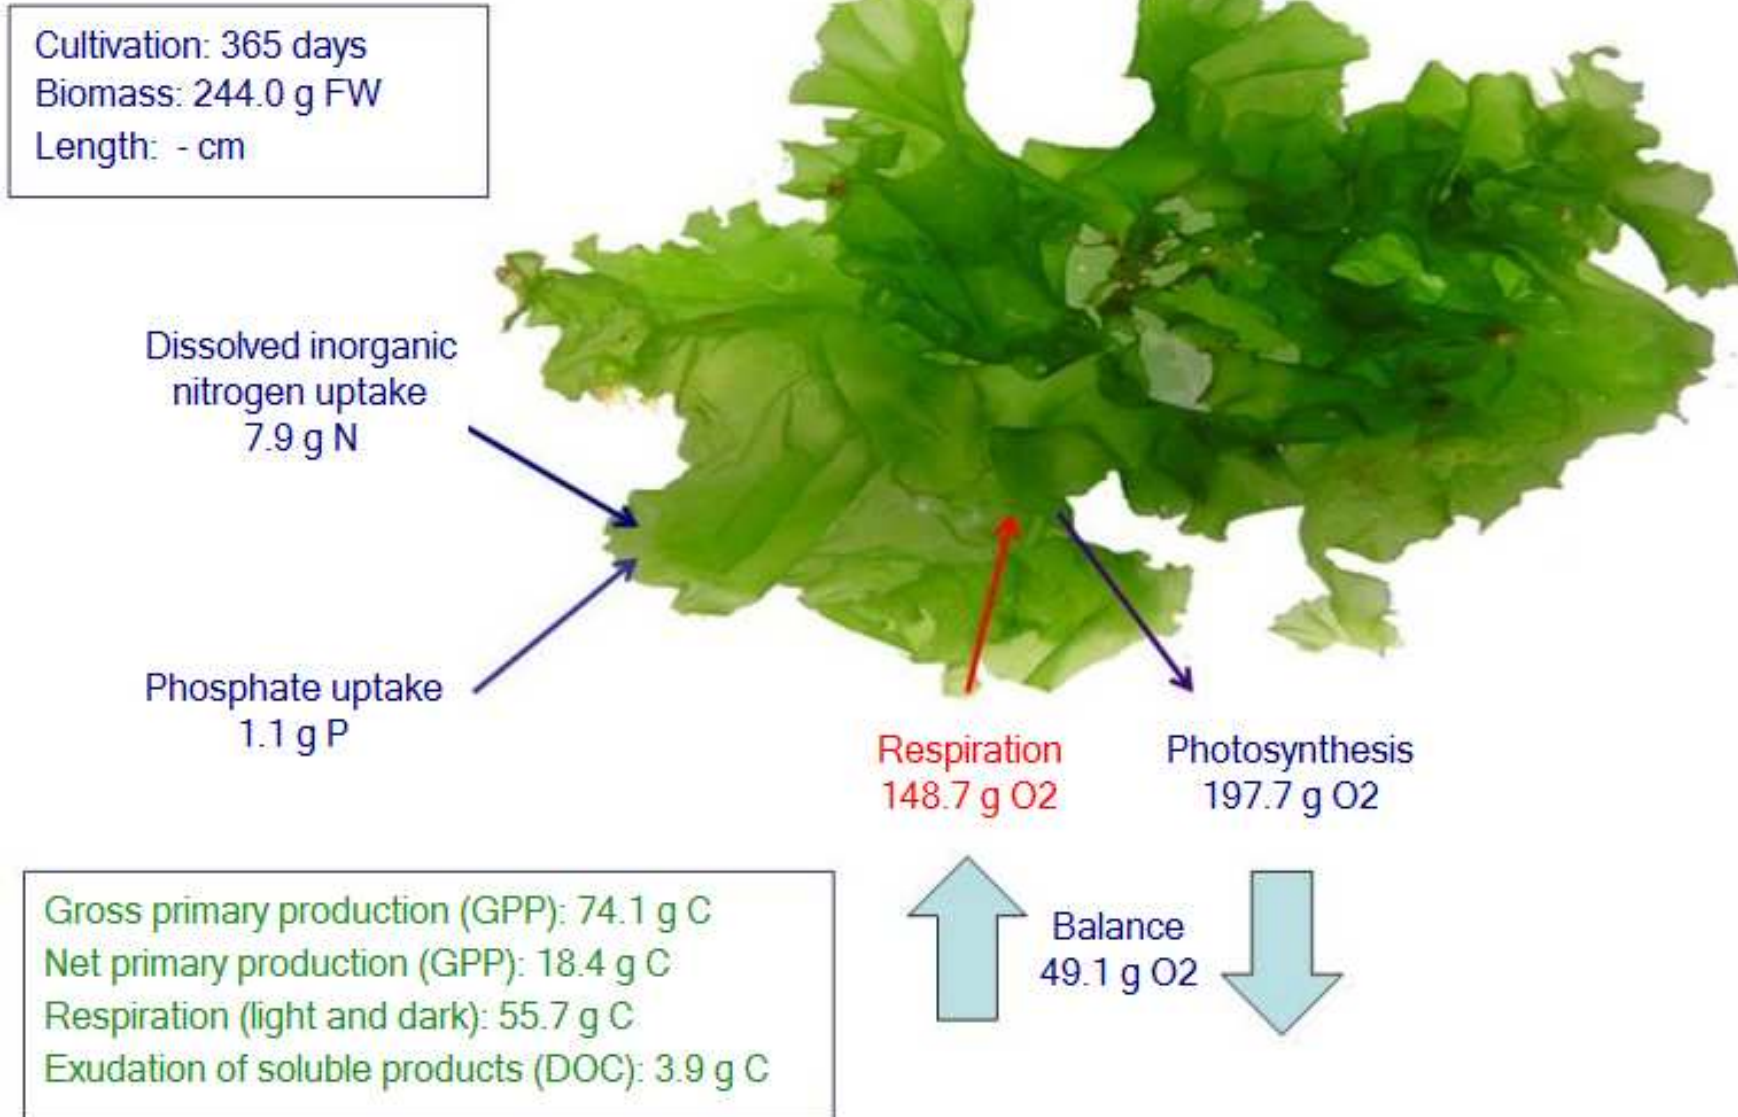 Cultivation: 365 days
Biomass: 244.0 g FW
Length: - cm
Dissolved inorganic
nitrogen uptake
7.9 g N
Phosphate uptake
1.1 g P
Respiration
148.7 g O2
Photosynthesis
197.7 g O2
Balance
49.1 g O2
Gross primary production (GPP): 74.1 g C
Net primary production (GPP): 18.4 g C
Respiration (light and dark): 55.7 g C
Exudation of soluble products (DOC): 3.9 g C